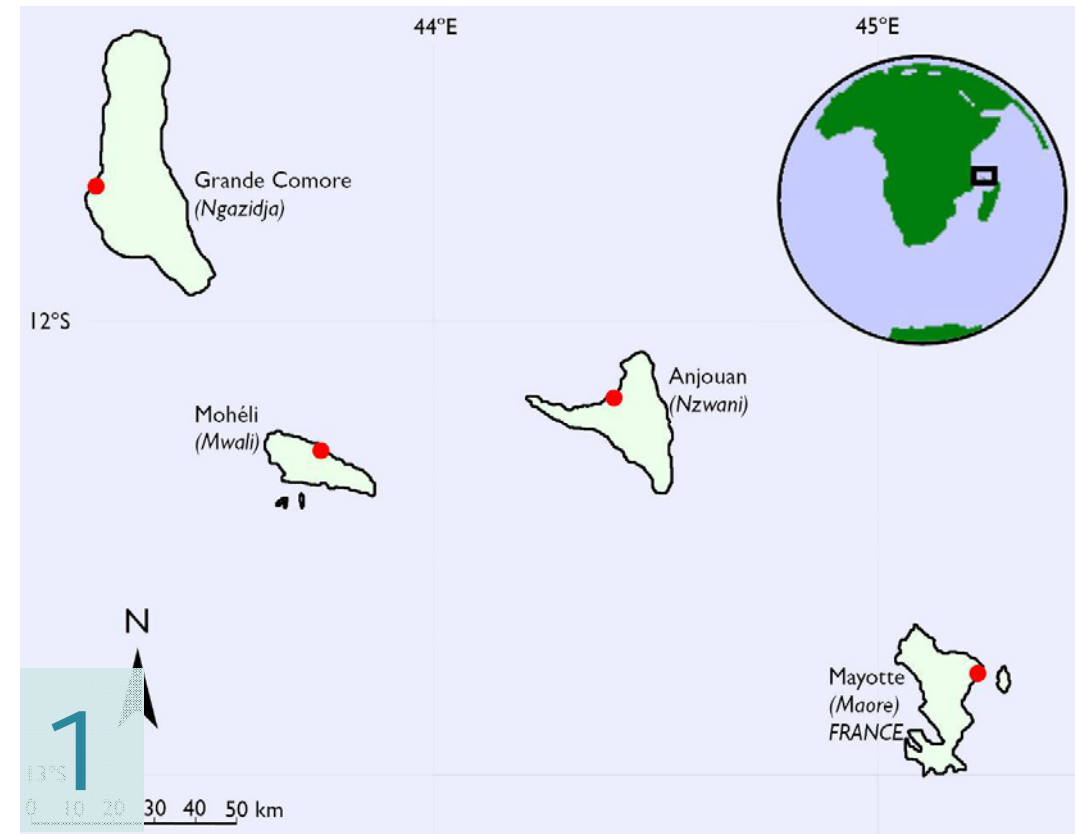 44°E
45°E
Grande Comore
(Ngazidja)
12°S
Anjouan
(Nzwani)
Mohéli
(Mwali)
N
Mayotte
(Maore)
FRANCE
1
13°S
0 10 20 30 40 50 km